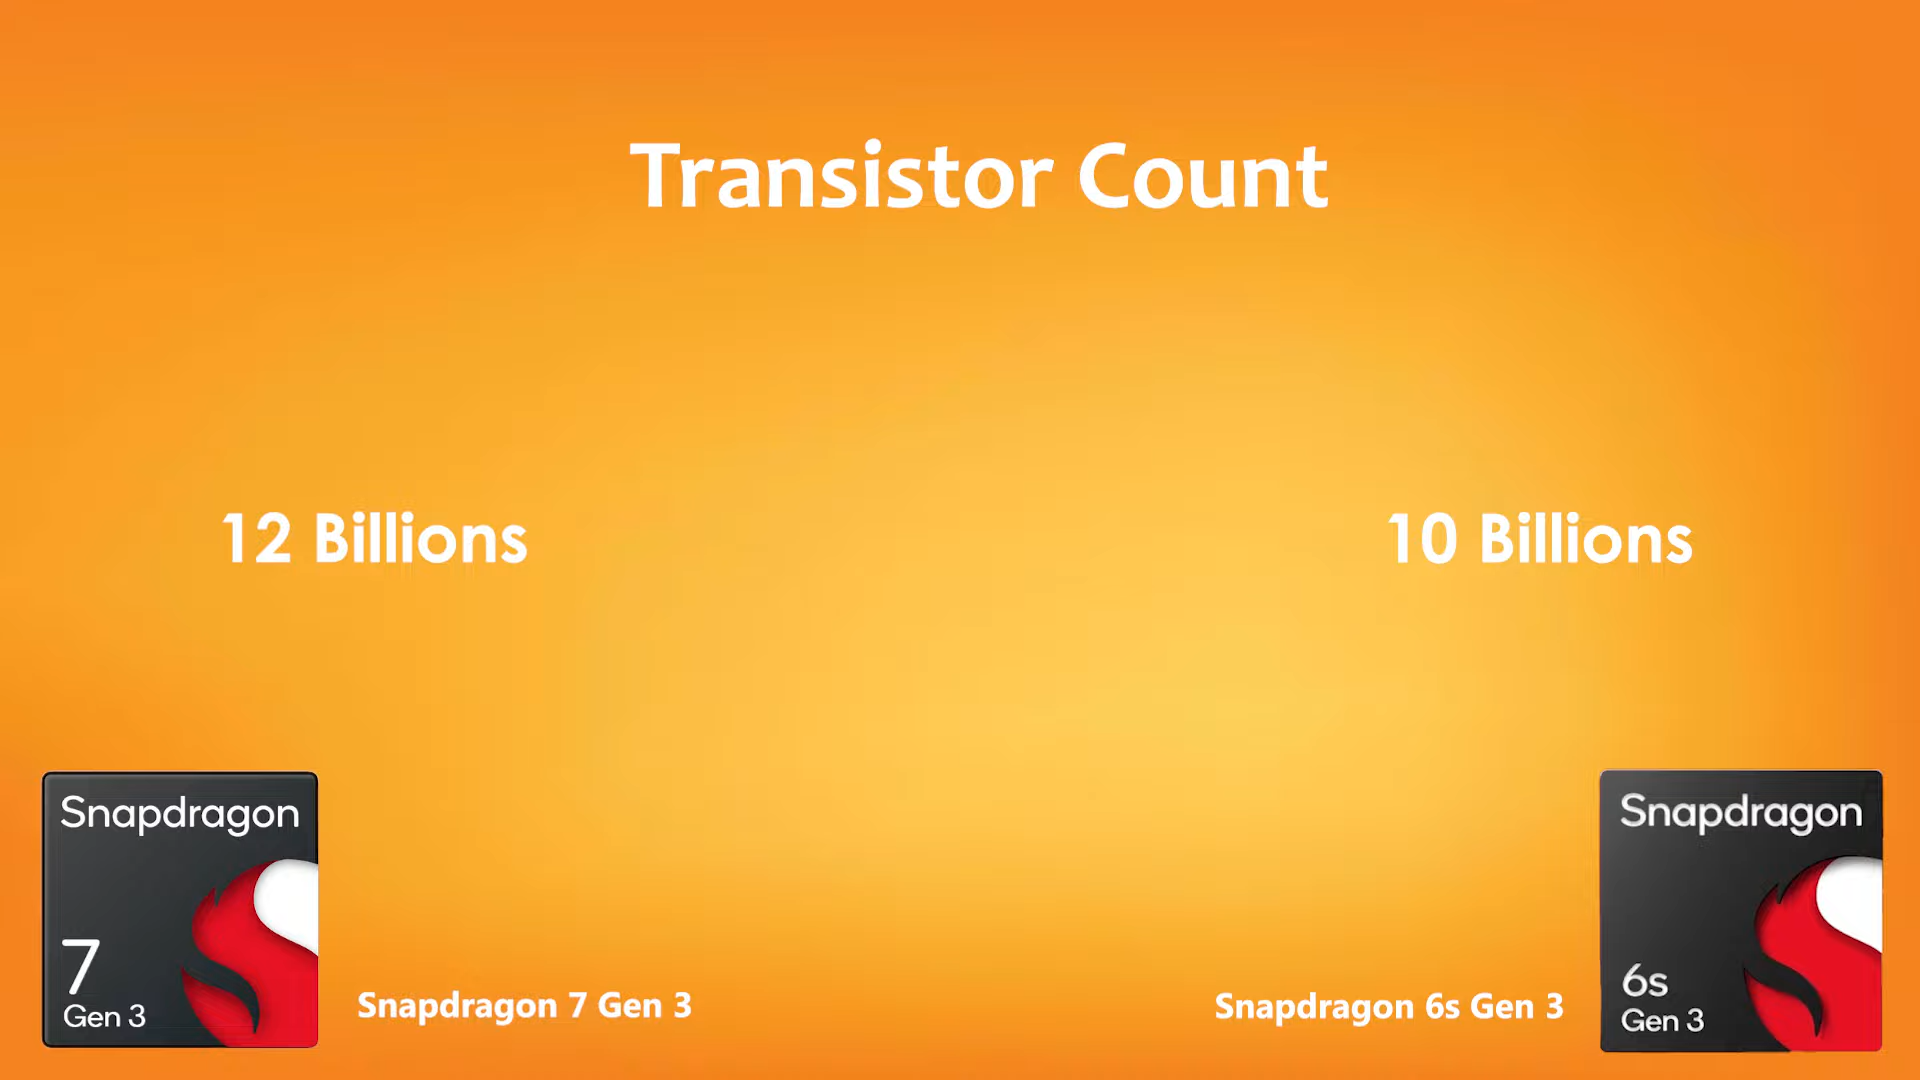 Transistor Count
12 Billions
10 Billions
Snapdragon
7
Gen 3
Snapdragon 7 Gen 3
Snapdragon 6s Gen 3
Snapdragon
6s
Gen 3